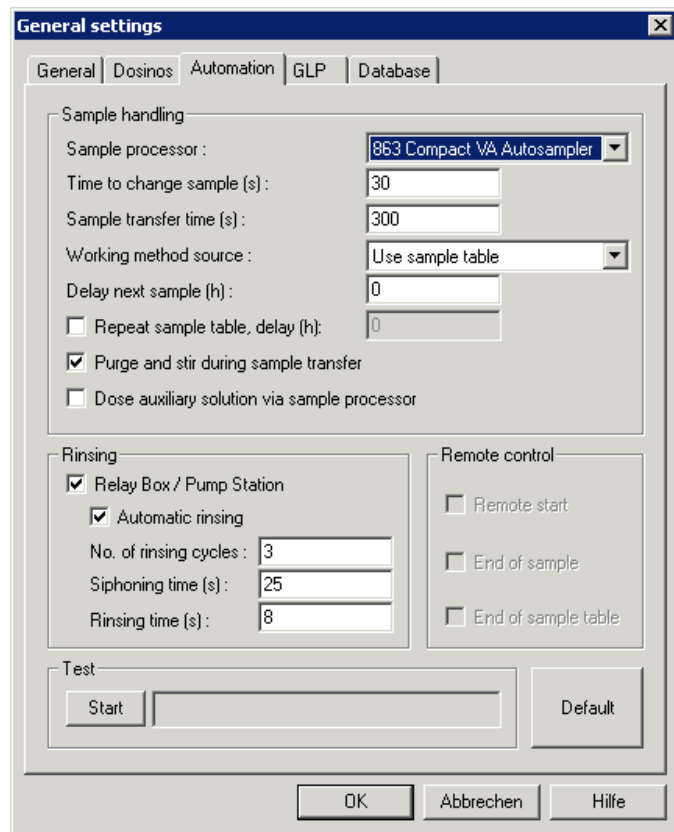 General settings
General Dosinos Automation GLP Database
Sample handling
Sample processor : 863 Compact VA Autosampler
Time to change sample (s) : 30
Sample transfer time (s) : 300
Working method source : Use sample table
Delay next sample (h) : 0
Repeat sample table, delay (h): 0
Purge and stir during sample transfer
Dose auxiliary solution via sample processor
Rinsing
Relay Box / Pump Station
Automatic rinsing
No. of rinsing cycles : 3
Siphoning time (s) : 25
Rinsing time (s) : 8
Remote control
Remote start
End of sample
End of sample table
Test
Start
Default
OK Abbrechen Hilfe